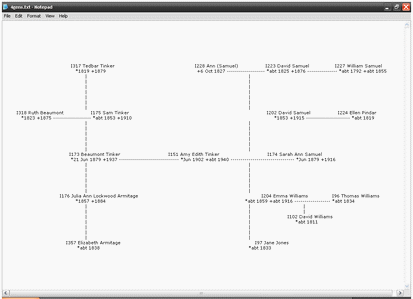 4gens.txt - Notepad
File Edit Format View Help
I317 Tedbar Tinker I228 Ann (Samuel) I223 David Samuel I227 William Samuel
*1819 +1879 +6 Oct 1827 *abt 1825 +1876 *abt 1792 +abt 1855
I318 Ruth Beaumont I175 Sam Tinker I202 David Samuel I224 Ellen Pindar
*1823 +1875 *abt 1853 +1910 *1853 +1915 *abt 1819
I173 Beaumont Tinker I151 Amy Edith Tinker I174 Sarah Ann Samuel
*21 Jun 1879 +1937 *Jun 1902 +abt 1940 *Jun 1879 +1916
I176 Julia Ann Lockwood Armitage I204 Emma Williams I96 Thomas Williams
*1857 +1884 *abt 1859 +abt 1916 *abt 1834
I102 David Williams
*abt 1811
I357 Elizabeth Armitage I97 Jane Jones
*abt 1838 *abt 1833